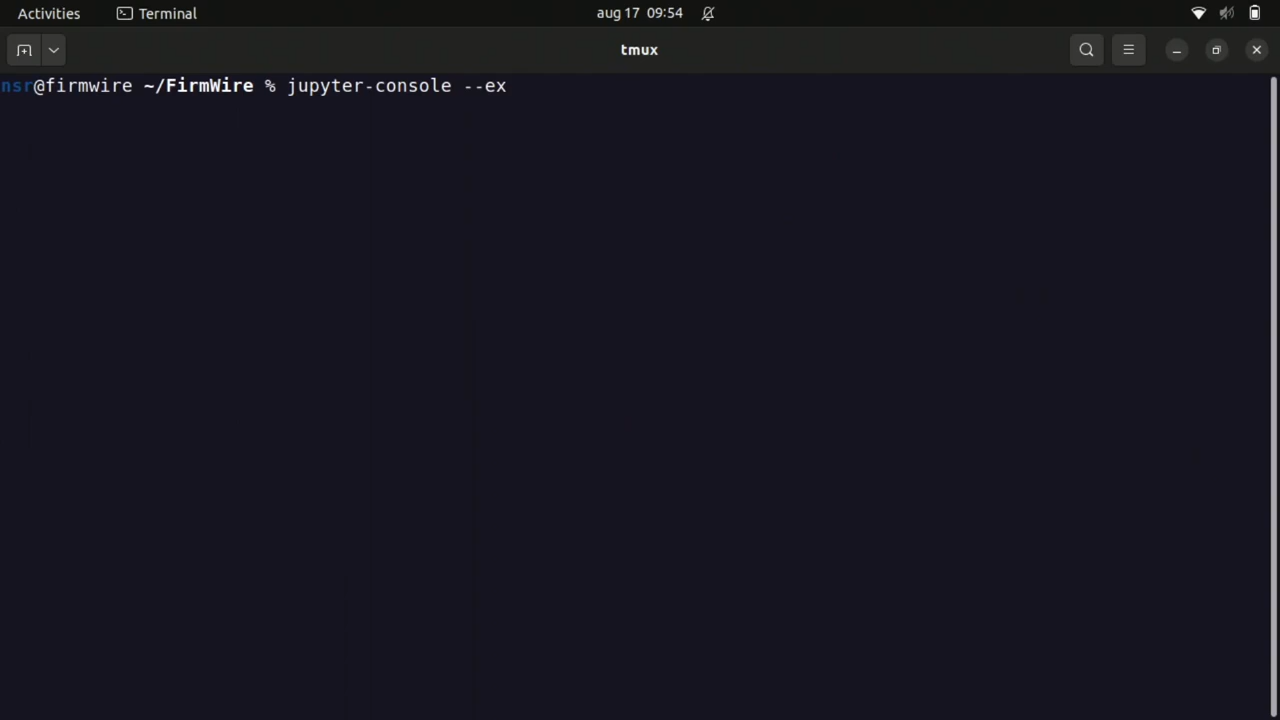 Activities
Terminal
aug 17 09:54
tmux
nsr@firmwire ~/FirmWire % jupyter-console --ex